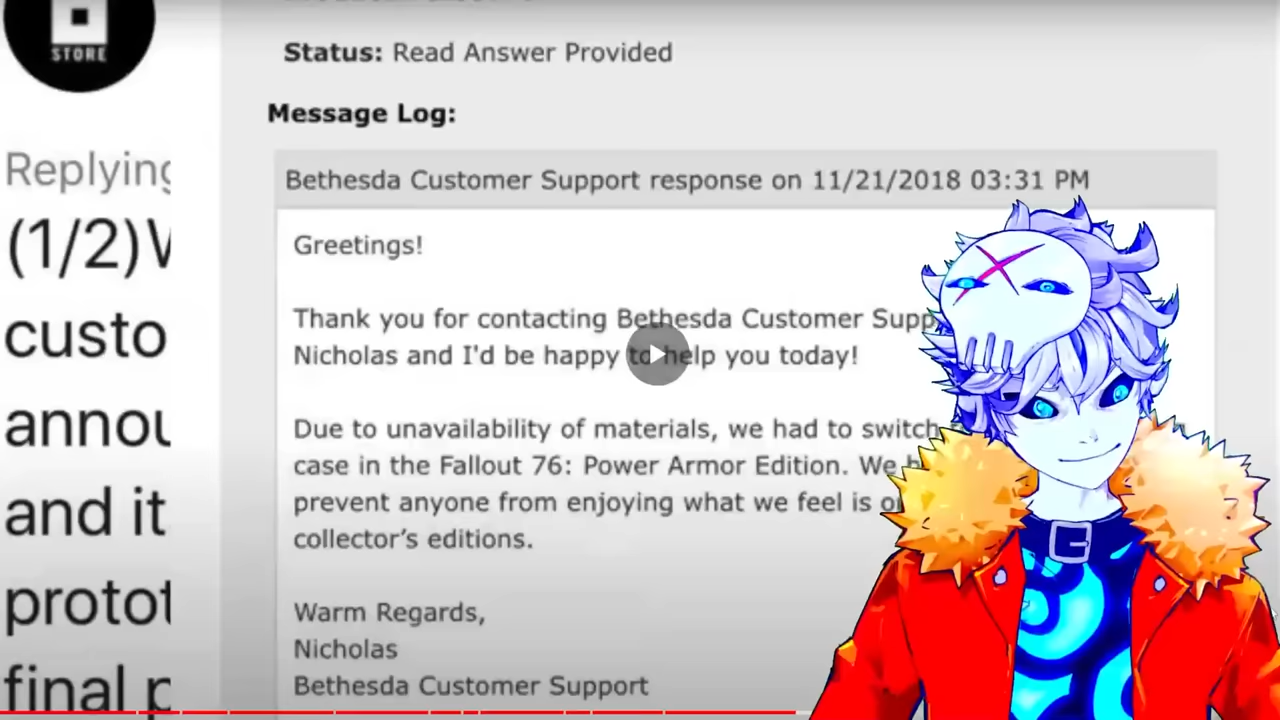 STORE
Replying
(1/2)
custo
annou
and it
protot
final p
Status: Read Answer Provided
Message Log:
Bethesda Customer Support response on 11/21/2018 03:31 PM
Greetings!
Thank you for contacting Bethesda Customer Supp
Nicholas and I'd be happy to help you today!
Due to unavailability of materials, we had to switch
case in the Fallout 76: Power Armor Edition. We
prevent anyone from enjoying what we feel is
collector's editions.
Warm Regards,
Nicholas
Bethesda Customer Support